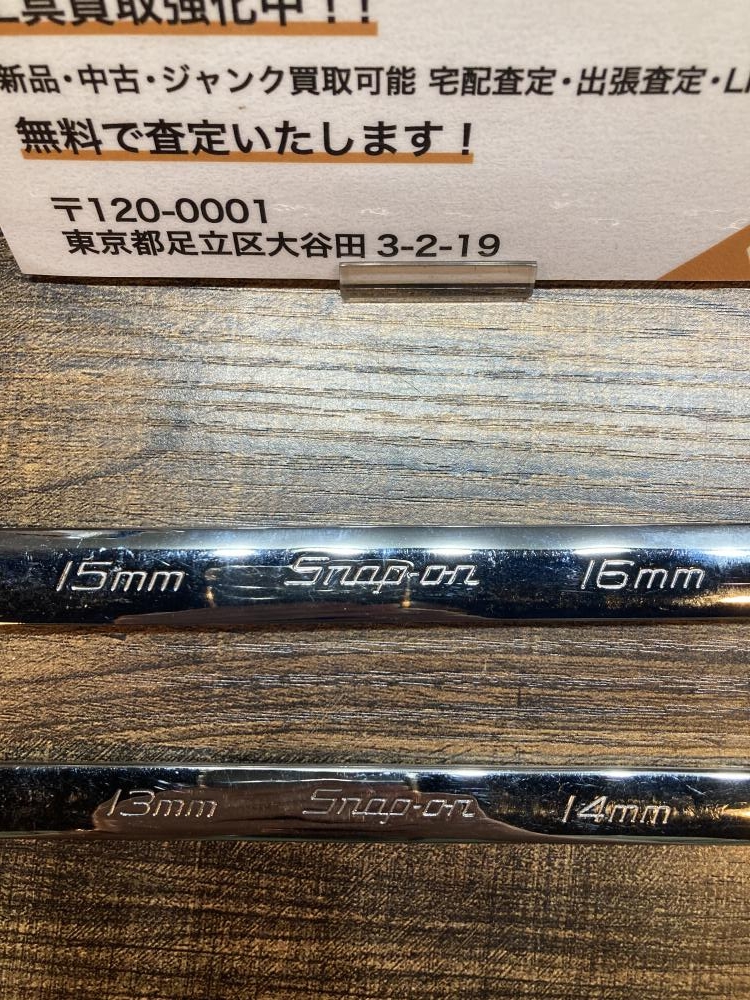 具買取強化中！！
新品・中古・ジャンク買取可能 宅配査定・出張査定・LI
無料で査定いたします！
〒120-0001
東京都足立区大谷田 3-2-19
15mm Snap-on 16mm
13mm Snap-on 14mm